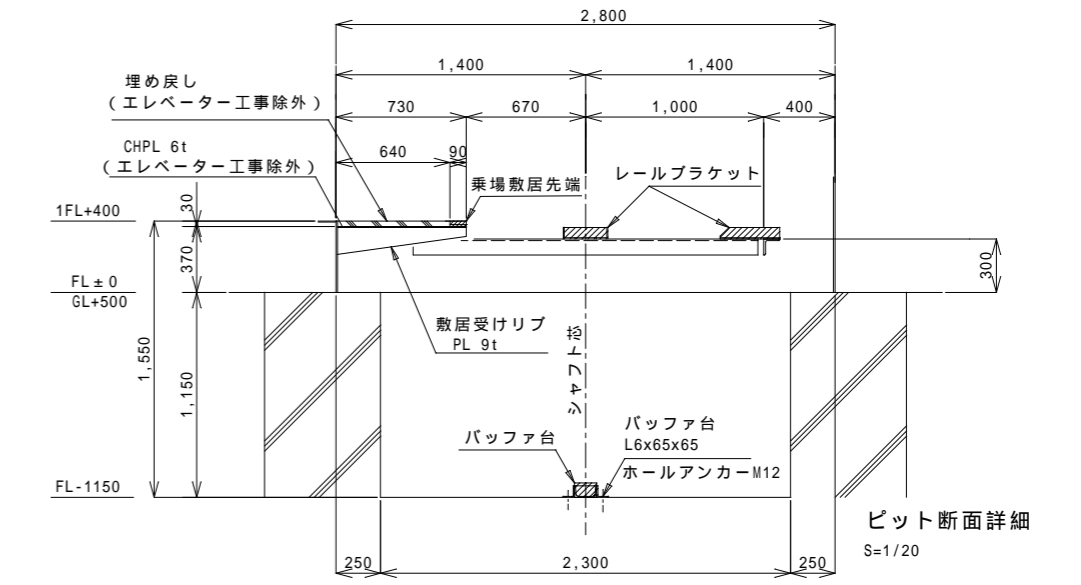 2,800
1,400
1,400
埋め戻し
（エレベーター工事除外）
730
670
1,000
400
CHPL 6t
（エレベーター工事除外）
640
90
乗場敷居先端
レールブラケット
1FL+400
30
370
300
FL±0
GL+500
敷居受けリブ
PL 9t
シャフト芯
1,550
1,150
バッファ台
バッファ台
L6x65x65
ホールアンカーM12
FL-1150
ピット断面詳細
S=1/20
250
2,300
250